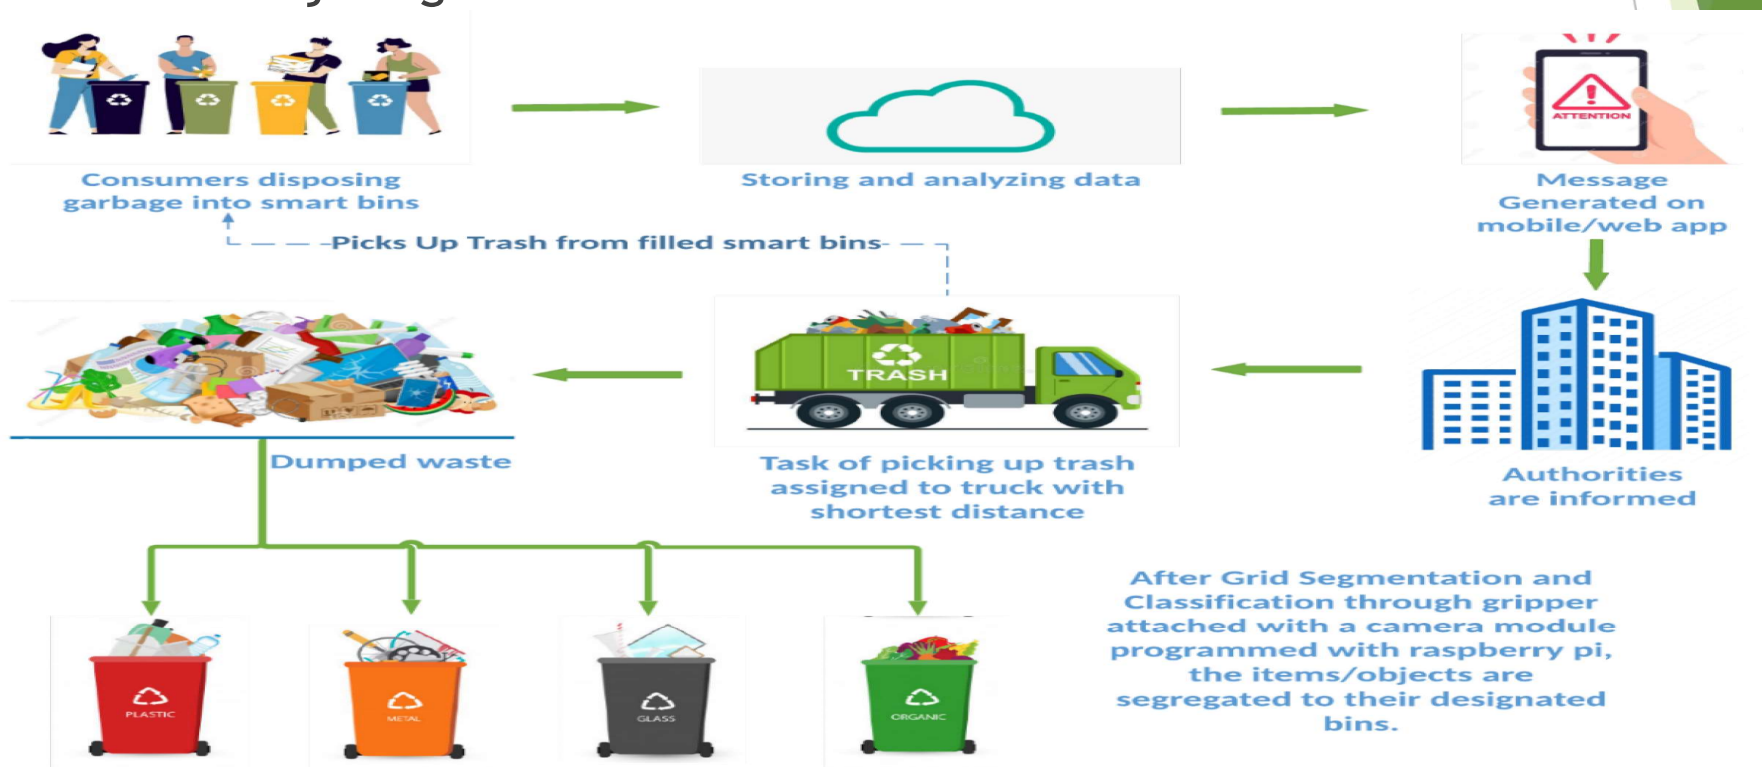 ATTENTION
Consumers disposing
garbage into smart bins
Storing and analyzing data
Message
Generated on
mobile/web app
Picks Up Trash from filled smart bins
TRASH
Dumped waste
Task of picking up trash
assigned to truck with
shortest distance
Authorities
are informed
After Grid Segmentation and
Classification through gripper
attached with a camera module
programmed with raspberry pi,
the items/objects are
segregated to their designated
bins.
PLASTIC
METAL
GLASS
ORGANIC